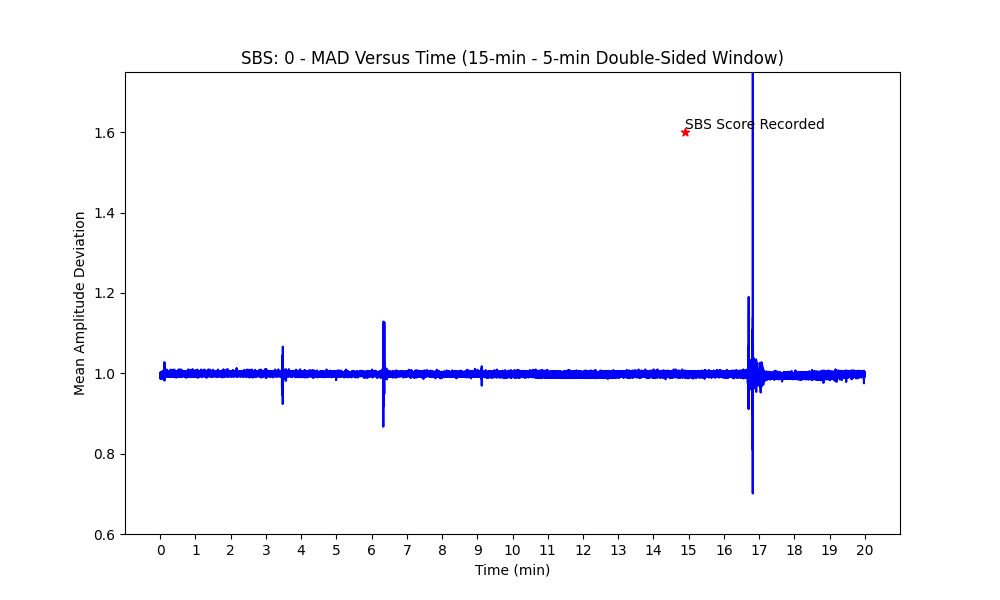 SBS: 0 - MAD Versus Time (15-min - 5-min Double-Sided Window)
Mean Amplitude Deviation
1.6
1.4
1.2
1.0
0.8
0.6
SBS Score Recorded
0 1 2 3 4 5 6 7 8 9 10 11 12 13 14 15 16 17 18 19 20
Time (min)